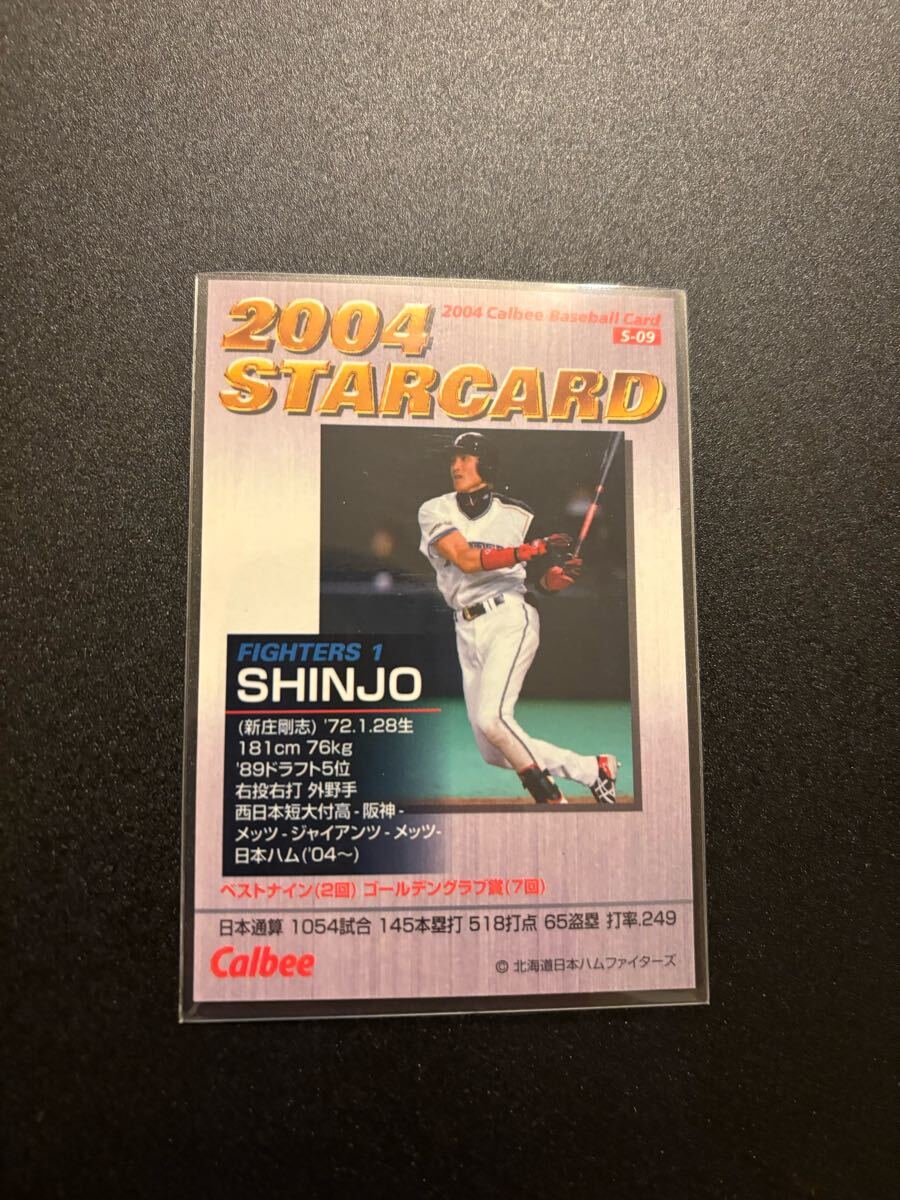 2004
2004 Calbee Baseball Card
S-09
STARCARD
FIGHTERS 1
SHINJO
(新庄剛志) '72.1.28生
181cm 76kg
'89ドラフト5位
右投右打 外野手
西日本短大付高 - 阪神 -
メッツ - ジャイアンツ - メッツ-
日本ハム('04～)
ベストナイン(2回) ゴールデングラブ賞(7回)
日本通算 1054試合 145本塁打 518打点 65盗塁 打率.249
Calbee
© 北海道日本ハムファイターズ